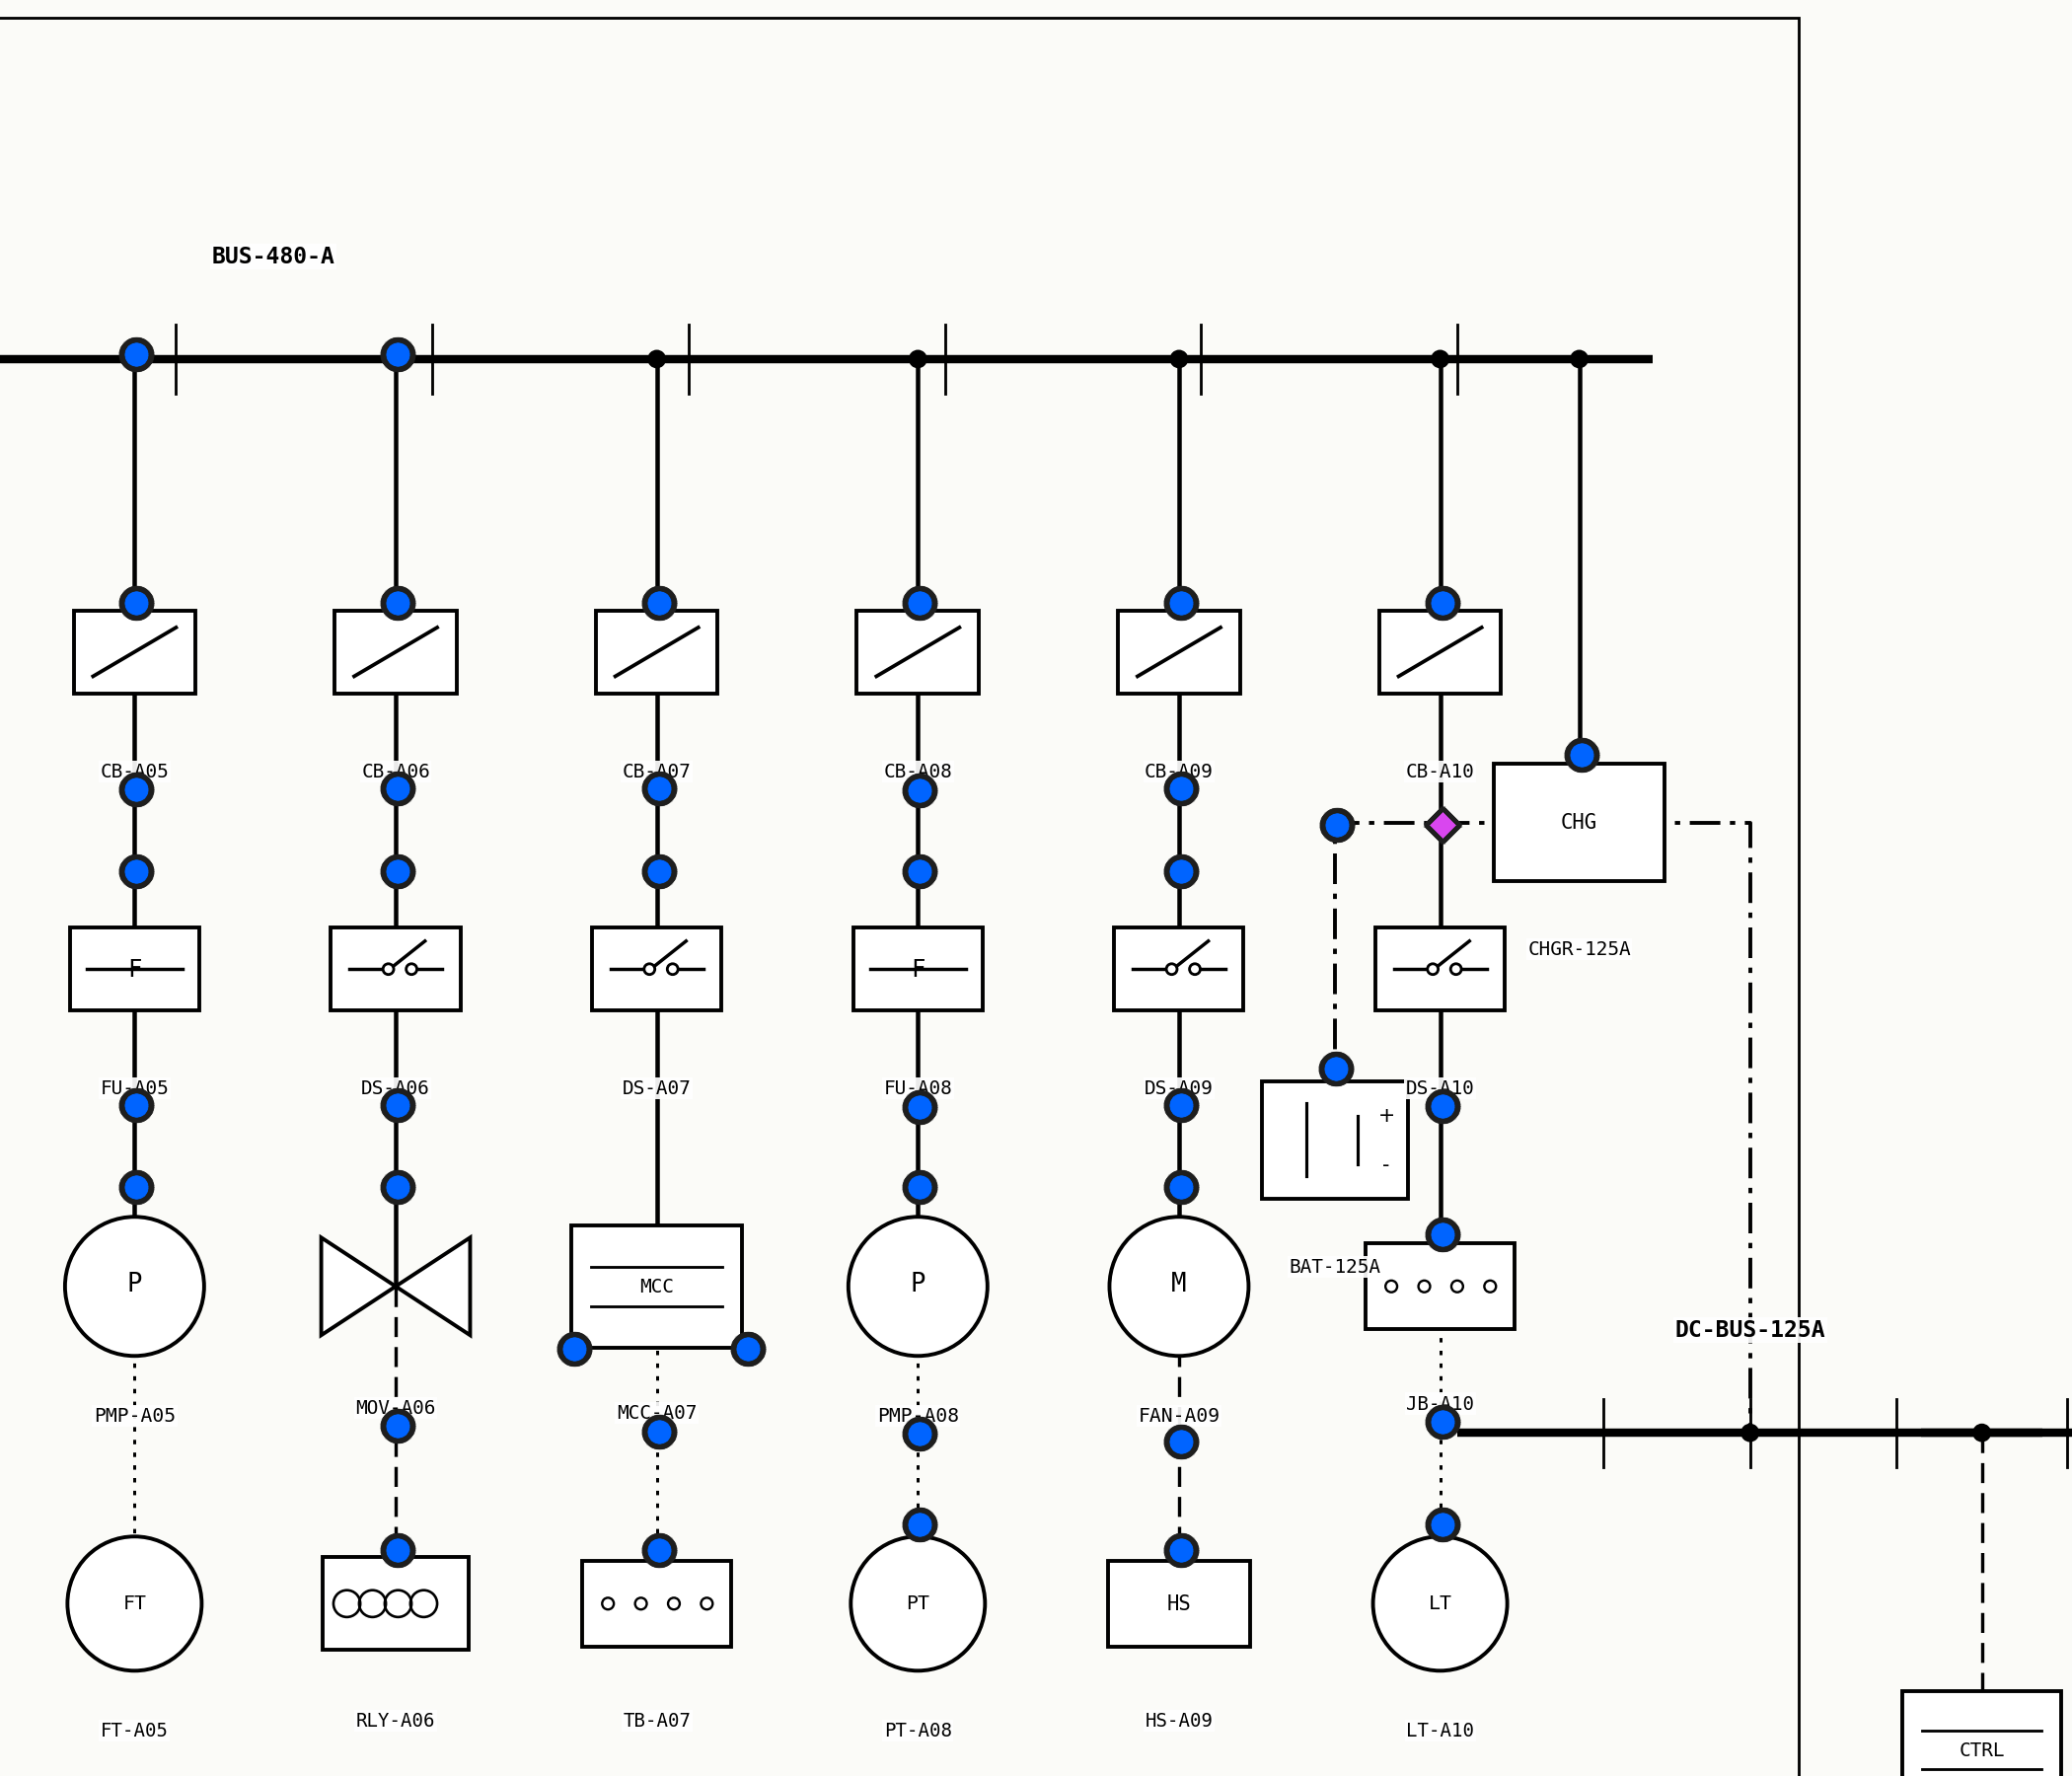 BUS-480-A
CB-A05
CB-A06
CB-A07
CB-A08
CB-A09
CB-A10
CHG
CHGR-125A
F
F
FU-A05
DS-A06
DS-A07
FU-A08
DS-A09
DS-A10
+
-
BAT-125A
P
MCC
P
M
DC-BUS-125A
PMP-A05
MOV-A06
MCC-A07
PMP-A08
FAN-A09
JB-A10
FT
PT
HS
LT
FT-A05
RLY-A06
TB-A07
PT-A08
HS-A09
LT-A10
CTRL